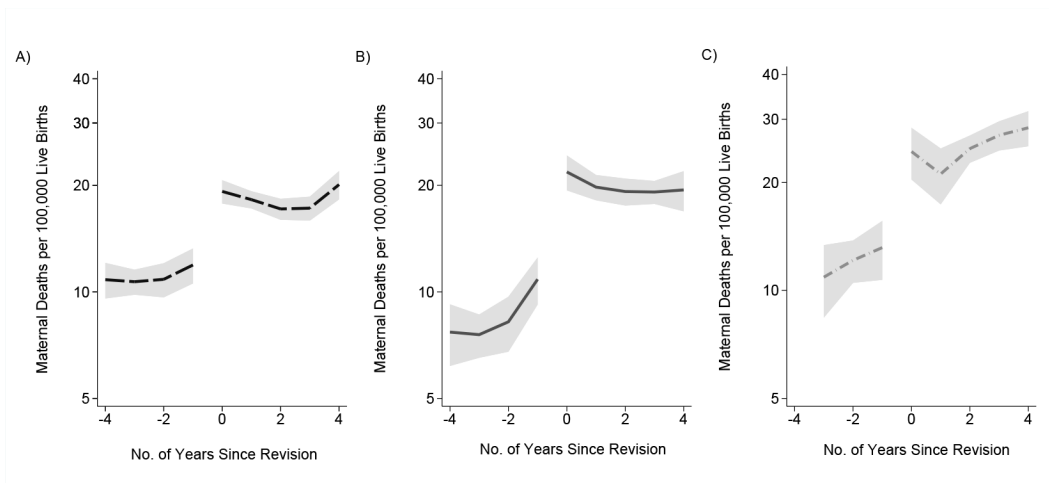 A)
Maternal Deaths per 100,000 Live Births
40
30
20
10
5
-4 -2 0 2 4
No. of Years Since Revision
B)
Maternal Deaths per 100,000 Live Births
40
30
20
10
5
-4 -2 0 2 4
No. of Years Since Revision
C)
Maternal Deaths per 100,000 Live Births
40
30
20
10
5
-4 -2 0 2 4
No. of Years Since Revision